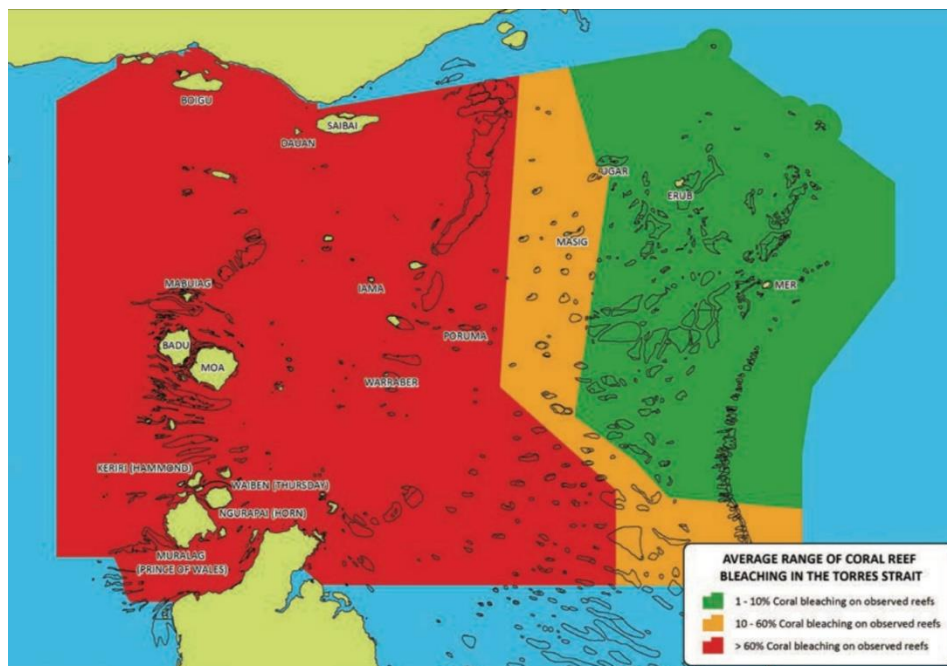 BOIGU
SAIBAI
DAUAN
UGAR
ERUB
MASIG
MABUIAG
IAMA
MER
PORUMA
BADU
MOA
WARRABER
KERIRI (HAMMOND)
WAIBEN (THURSDAY)
NGURAPAI (HORN)
MURALAG
(PRINCE OF WALES)
AVERAGE RANGE OF CORAL REEF
BLEACHING IN THE TORRES STRAIT
1 - 10% Coral bleaching on observed reefs
10 - 60% Coral bleaching on observed reefs
> 60% Coral bleaching on observed reefs